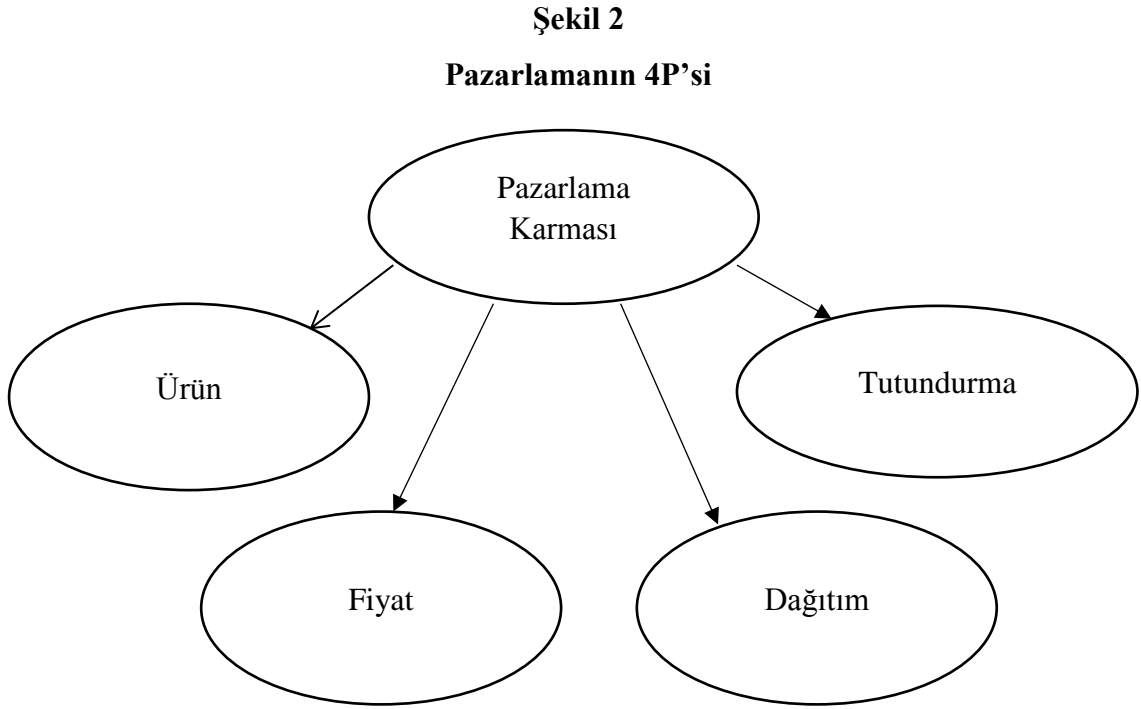 Şekil 2
Pazarlamanın 4P’si
Pazarlama
Karması
Ürün
Tutundurma
Fiyat
Dağıtım